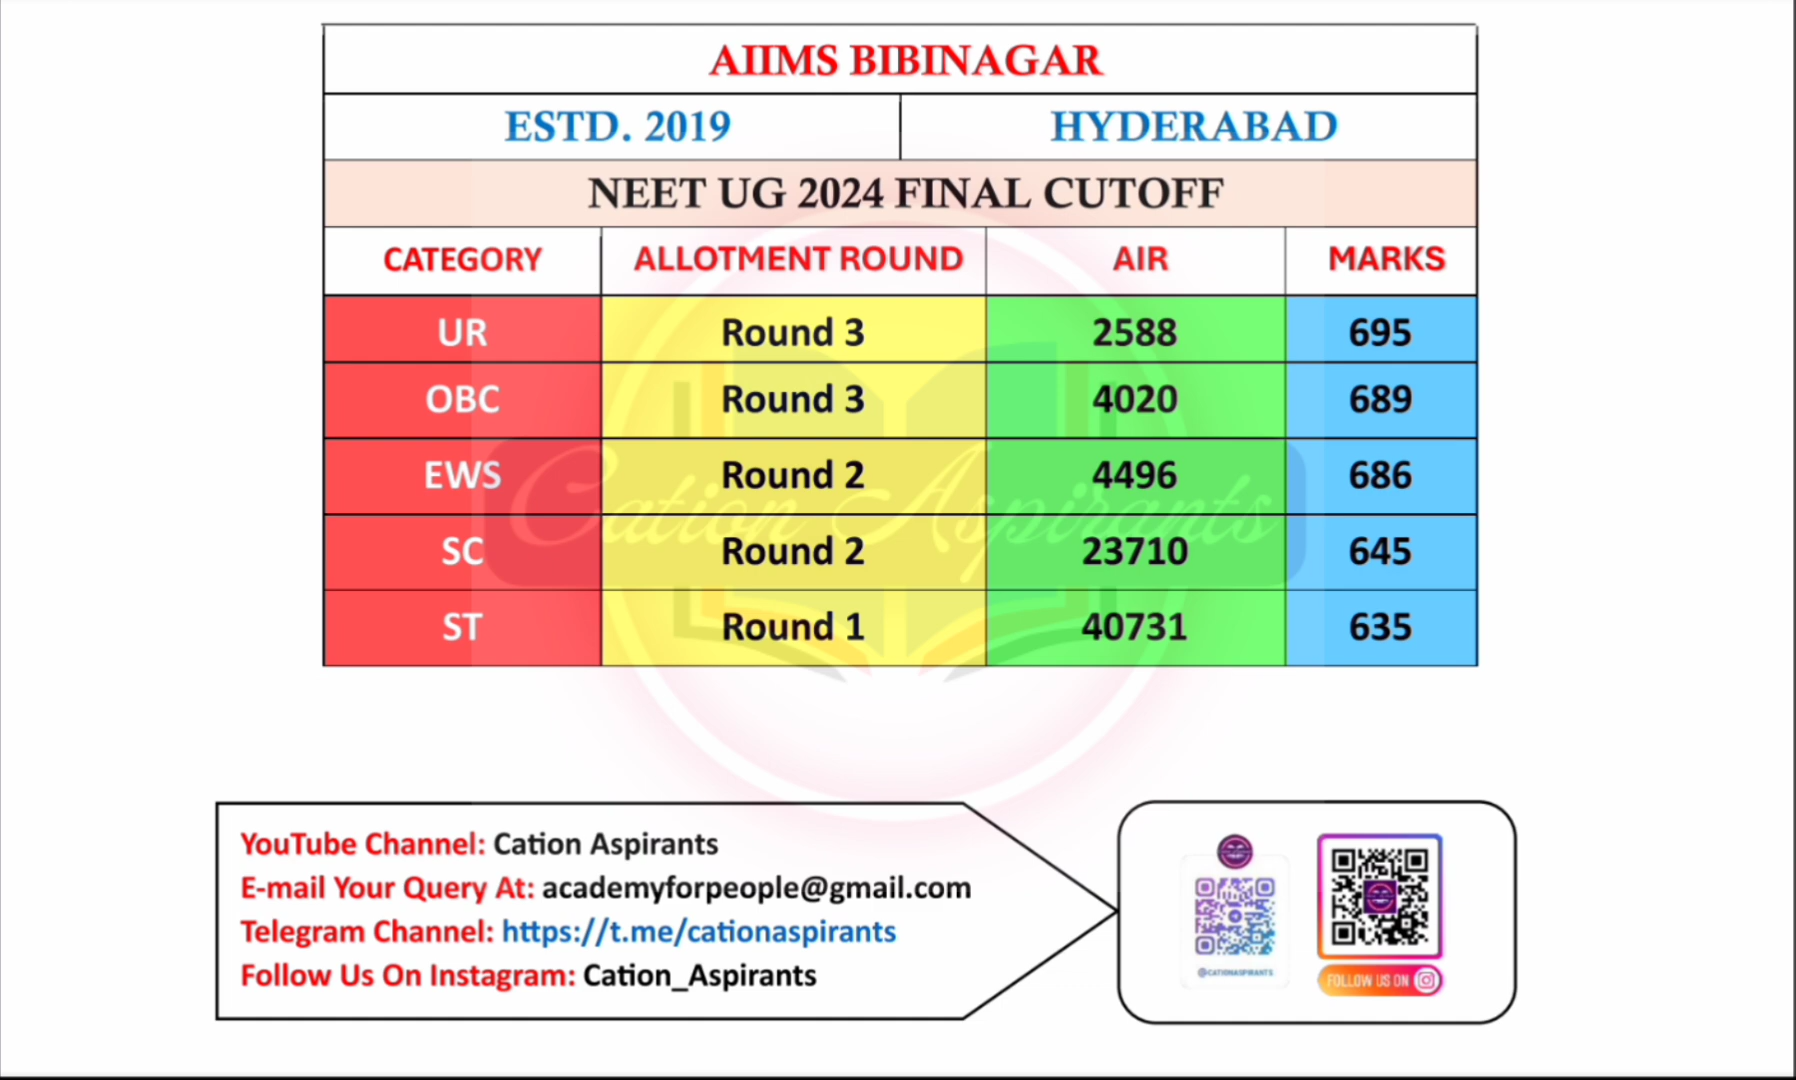 AIIMS BIBINAGAR
ESTD. 2019 HYDERABAD
NEET UG 2024 FINAL CUTOFF
CATEGORY ALLOTMENT ROUND AIR MARKS
UR Round 3 2588 695
OBC Round 3 4020 689
EWS Round 2 4496 686
SC Round 2 23710 645
ST Round 1 40731 635
Cation Aspirants
YouTube Channel: Cation Aspirants
E-mail Your Query At: academyforpeople@gmail.com
Telegram Channel: https://t.me/cationaspirants
Follow Us On Instagram: Cation_Aspirants
@CATIONASPIRANTS
FOLLOW US ON